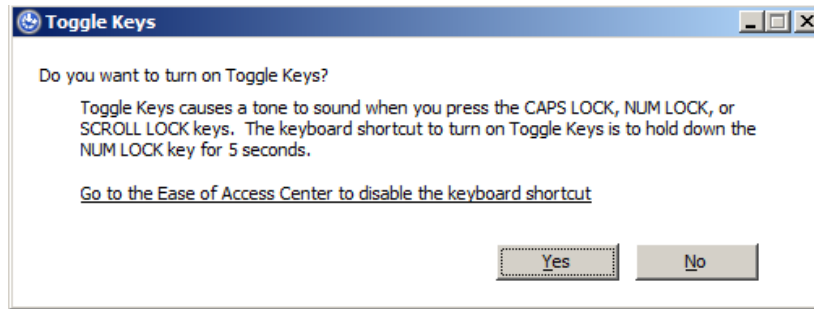 Toggle Keys
Do you want to turn on Toggle Keys?
Toggle Keys causes a tone to sound when you press the CAPS LOCK, NUM LOCK, or
SCROLL LOCK keys.  The keyboard shortcut to turn on Toggle Keys is to hold down the
NUM LOCK key for 5 seconds.
Go to the Ease of Access Center to disable the keyboard shortcut
Yes No